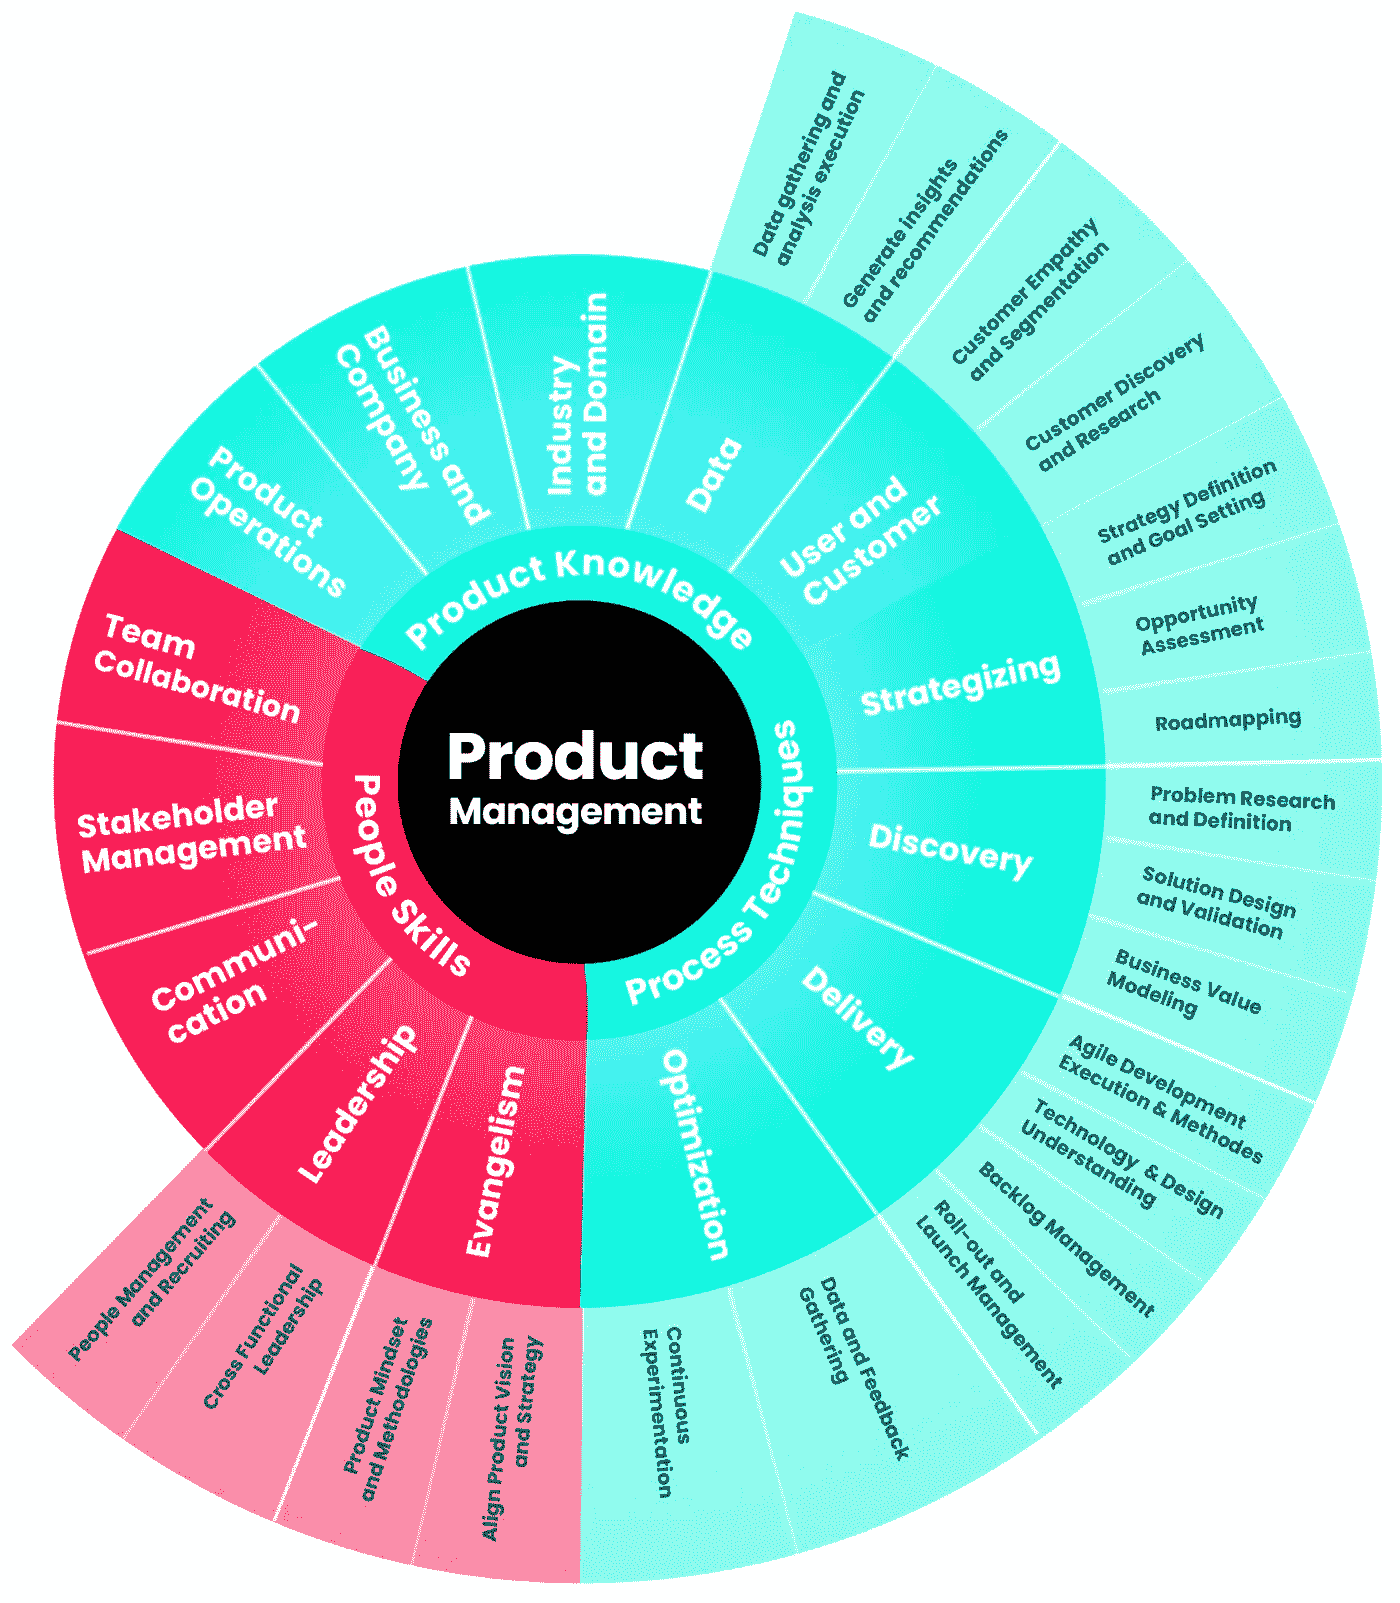 Product
Management
Product Knowledge
Process Techniques
People Skills
Product
Operations
Business and
Company
Industry
and Domain
Data
User and
Customer
Strategizing
Discovery
Delivery
Optimization
Evangelism
Leadership
Communi-
cation
Stakeholder
Management
Team
Collaboration
Data gathering and
analysis execution
Generate insights
and recommendations
Customer Empathy
and Segmentation
Customer Discovery
and Research
Strategy Definition
and Goal Setting
Opportunity
Assessment
Roadmapping
Problem Research
and Definition
Solution Design
and Validation
Business Value
Modeling
Agile Development
Execution & Methodes
Technology & Design
Understanding
Backlog Management
Roll-out and
Launch Management
Data and Feedback
Gathering
Continuous
Experimentation
Align Product Vision
and Strategy
Product Mindset
and Methodologies
Cross Functional
Leadership
People Management
and Recruiting